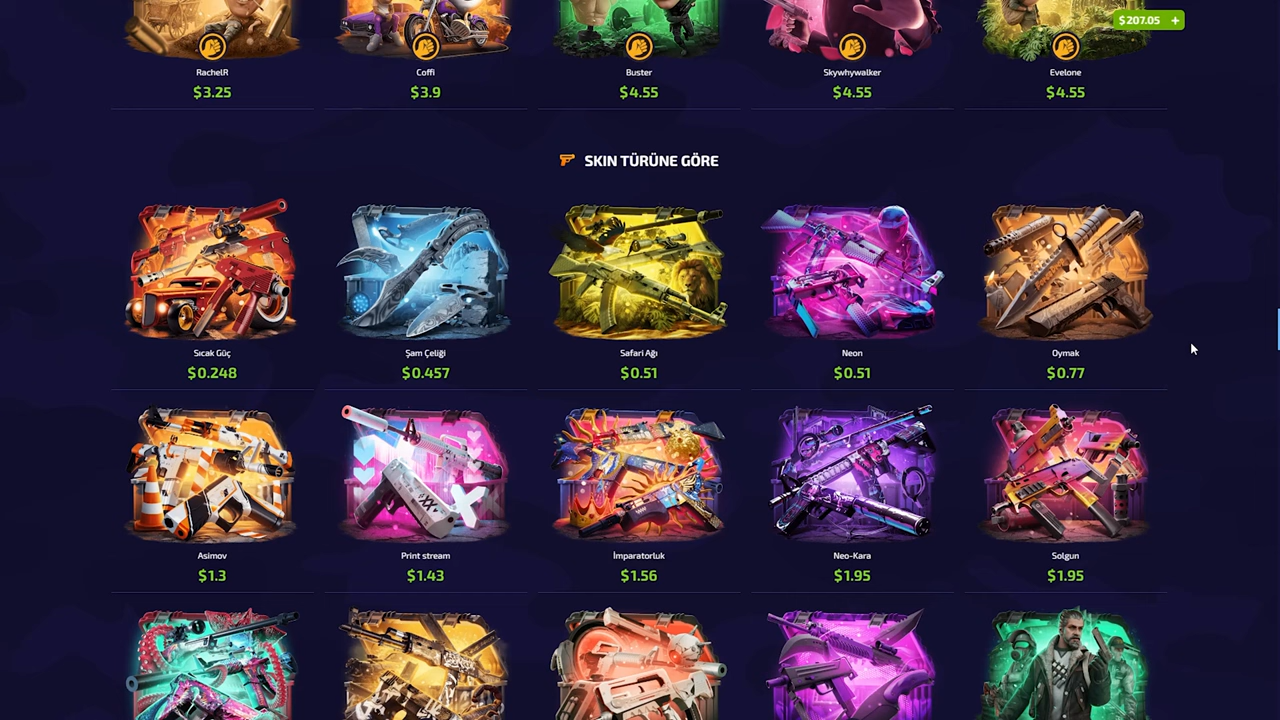 $207.05 +
RachelR
$3.25
Coffi
$3.9
Buster
$4.55
Skywhywalker
$4.55
Evelone
$4.55
SKIN TÜRÜNE GÖRE
Sıcak Güç
$0.248
Şam Çeliği
$0.457
Safari Ağı
$0.51
Neon
$0.51
Oymak
$0.77
Asimov
$1.3
Print stream
$1.43
İmparatorluk
$1.56
Neo-Kara
$1.95
Solgun
$1.95